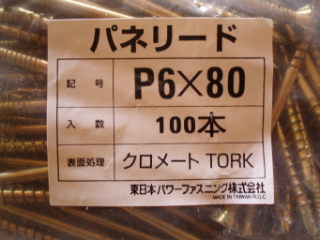 パネリード
記号 P6×80
入数 100本
表面処理 クロメート TORK
東日本パワーファスニング株式会社
MADE IN TAIWAN R.O.C